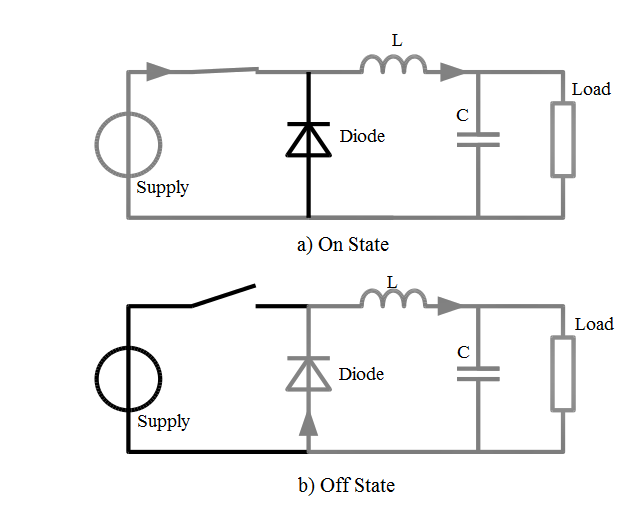 L
Load
C
Diode
Supply
a) On State
L
Load
C
Diode
Supply
b) Off State